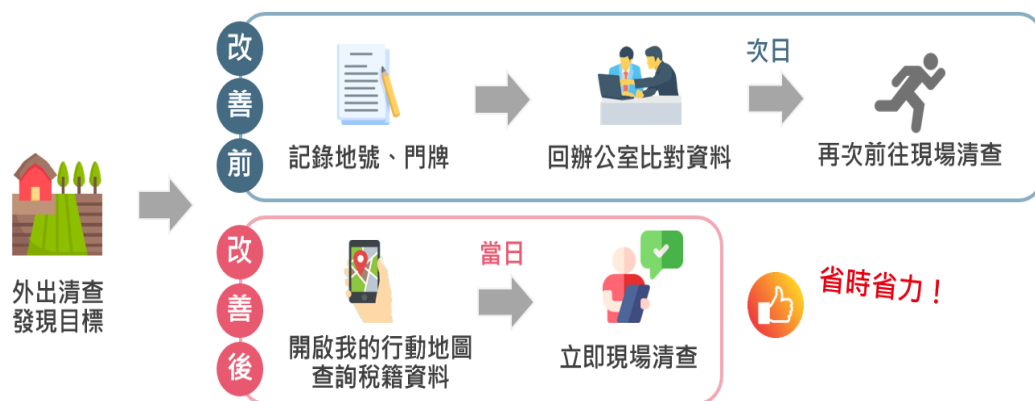 外出清查
發現目標
改善前
記錄地號、門牌
回辦公室比對資料
次日
再次前往現場清查
改善後
開啟我的行動地圖
查詢稅籍資料
當日
立即現場清查
省時省力！